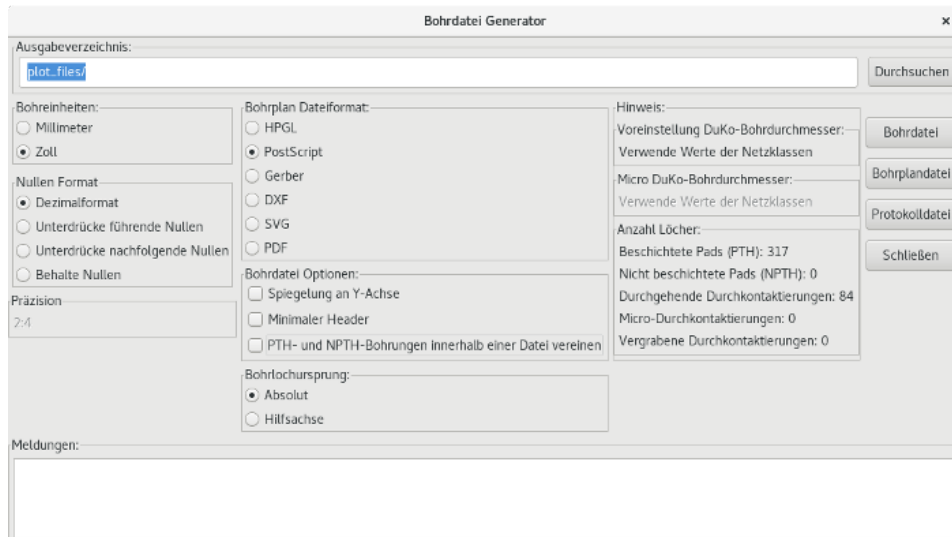 Bohrdatei Generator
×
Ausgabeverzeichnis:
plot_files/
Durchsuchen
Bohreinheiten:
Millimeter
Zoll
Nullen Format
Dezimalformat
Unterdrücke führende Nullen
Unterdrücke nachfolgende Nullen
Behalte Nullen
Präzision
2:4
Bohrplan Dateiformat:
HPGL
PostScript
Gerber
DXF
SVG
PDF
Bohrdatei Optionen:
Spiegelung an Y-Achse
Minimaler Header
PTH- und NPTH-Bohrungen innerhalb einer Datei vereinen
Bohrlochursprung:
Absolut
Hilfsachse
Hinweis:
Voreinstellung DuKo-Bohrdurchmesser:
Verwende Werte der Netzklassen
Micro DuKo-Bohrdurchmesser:
Verwende Werte der Netzklassen
Anzahl Löcher:
Beschichtete Pads (PTH): 317
Nicht beschichtete Pads (NPTH): 0
Durchgehende Durchkontaktierungen: 84
Micro-Durchkontaktierungen: 0
Vergrabene Durchkontaktierungen: 0
Bohrdatei
Bohrplandatei
Protokolldatei
Schließen
Meldungen: